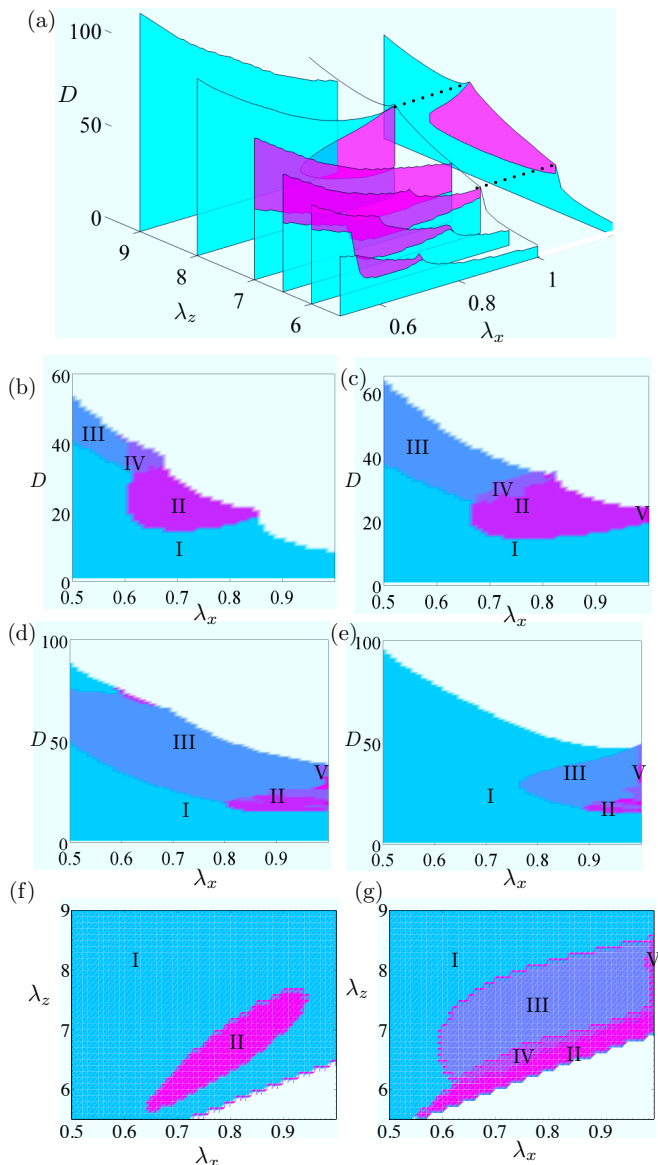 (a)
100
D
50
0
9
8
7
6
λz
0.6
0.8
1
λx
(b)
60
40
D
20
0
III
IV
II
I
0.5 0.6 0.7 0.8 0.9
λx
(c)
60
40
D
20
0
III
IV
II
V
I
0.5 0.6 0.7 0.8 0.9
λx
(d)
100
D
50
0
III
V
II
I
0.5 0.6 0.7 0.8 0.9
λx
(e)
100
D
50
0
III
V
I
II
0.5 0.6 0.7 0.8 0.9
λx
(f)
9
8
λz
7
6
I
II
0.5 0.6 0.7 0.8 0.9
λx
(g)
9
8
λz
7
6
I
V
III
IV
II
0.5 0.6 0.7 0.8 0.9
λx